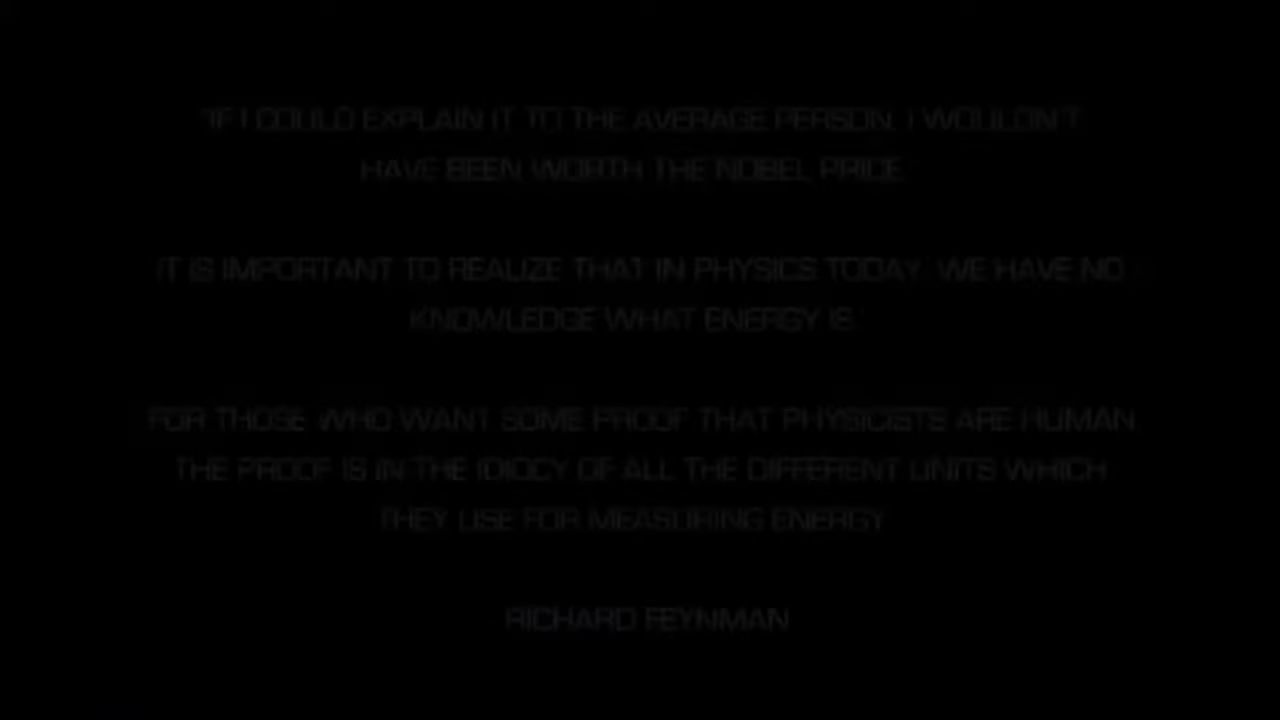 "IF I COULD EXPLAIN IT TO THE AVERAGE PERSON, I WOULDN'T
HAVE BEEN WORTH THE NOBEL PRICE."
IT IS IMPORTANT TO REALIZE THAT IN PHYSICS TODAY, WE HAVE NO
KNOWLEDGE WHAT ENERGY IS."
FOR THOSE WHO WANT SOME PROOF THAT PHYSICISTS ARE HUMAN,
THE PROOF IS IN THE IDIOCY OF ALL THE DIFFERENT UNITS WHICH
THEY USE FOR MEASURING ENERGY.
- RICHARD FEYNMAN